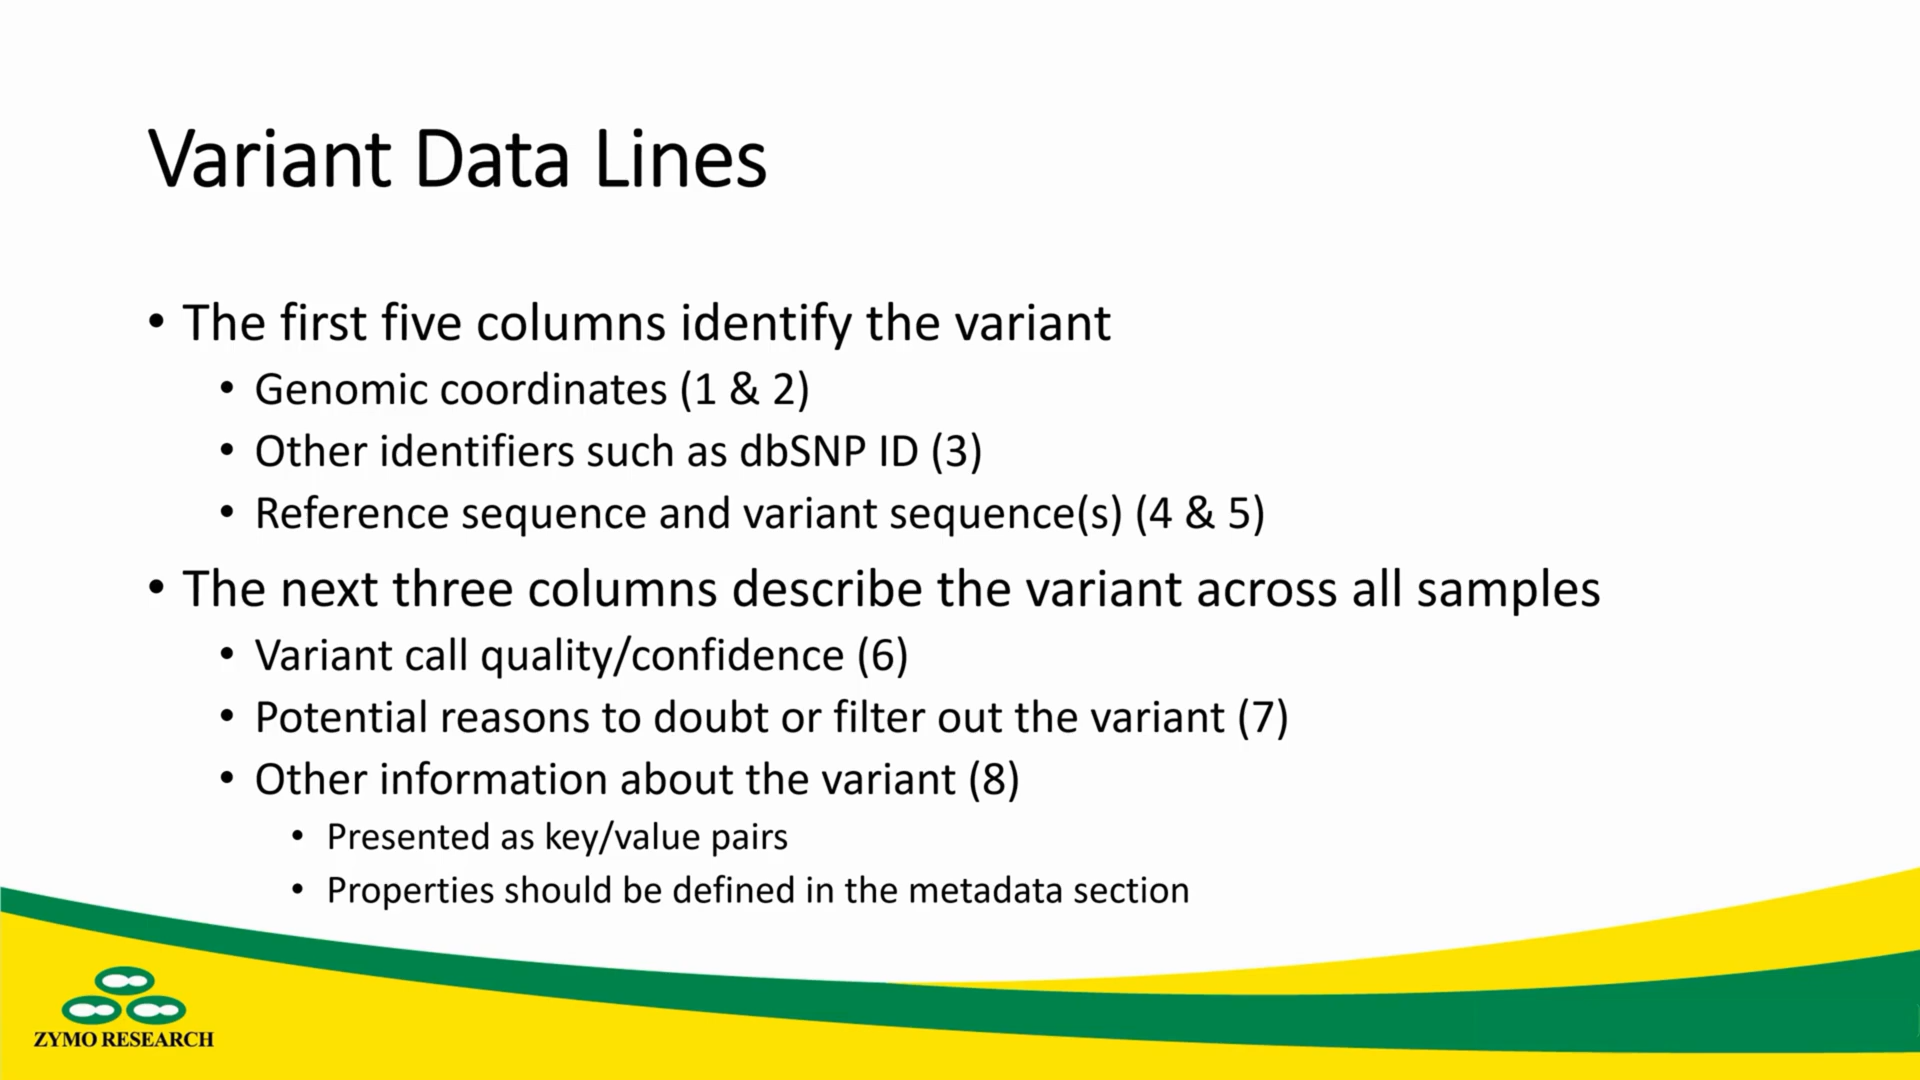 Variant Data Lines
• The first five columns identify the variant
• Genomic coordinates (1 & 2)
• Other identifiers such as dbSNP ID (3)
• Reference sequence and variant sequence(s) (4 & 5)
• The next three columns describe the variant across all samples
• Variant call quality/confidence (6)
• Potential reasons to doubt or filter out the variant (7)
• Other information about the variant (8)
• Presented as key/value pairs
• Properties should be defined in the metadata section
ZYMO RESEARCH